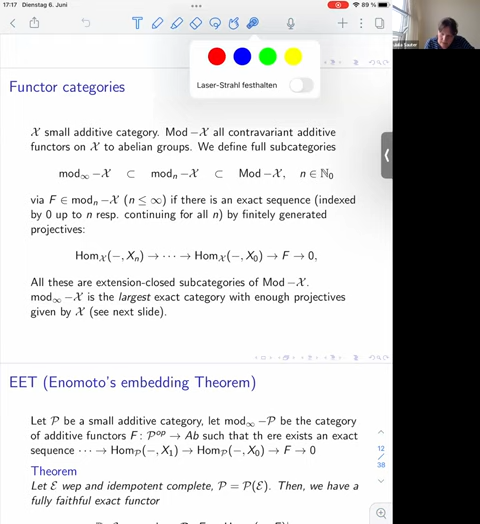 17:17 Dienstag 6. Juni
89 %
Laser-Strahl festhalten
Functor categories
𝒳 small additive category. Mod −𝒳 all contravariant additive
functors on 𝒳 to abelian groups. We define full subcategories
mod∞ −𝒳 ⊂ modₙ −𝒳 ⊂ Mod −𝒳, n ∈ ℕ₀
via F ∈ modₙ −𝒳 (n ≤ ∞) if there is an exact sequence (indexed
by 0 up to n resp. continuing for all n) by finitely generated
projectives:
Hom𝒳(−, Xₙ) → ⋯ → Hom𝒳(−, X₀) → F → 0,
All these are extension-closed subcategories of Mod −𝒳.
mod∞ −𝒳 is the largest exact category with enough projectives
given by 𝒳 (see next slide).
EET (Enomoto's embedding Theorem)
Let 𝒫 be a small additive category, let mod∞ −𝒫 be the category
of additive functors F: 𝒫ᵒᵖ → Ab such that th ere exists an exact
sequence ⋯ → Hom𝒫(−, X₁) → Hom𝒫(−, X₀) → F → 0
Theorem
Let ℰ wep and idempotent complete, 𝒫 = 𝒫(ℰ). Then, we have a
fully faithful exact functor
12
38